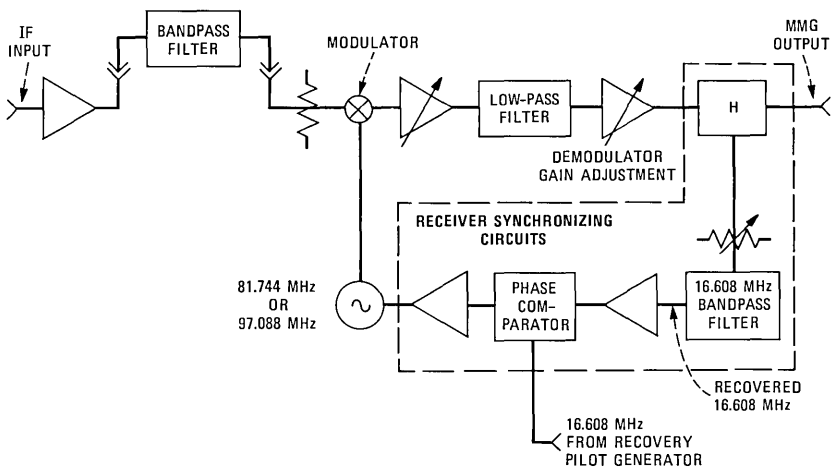 IF
INPUT
BANDPASS
FILTER
MODULATOR
MMG
OUTPUT
LOW-PASS
FILTER
H
DEMODULATOR
GAIN ADJUSTMENT
RECEIVER SYNCHRONIZING
CIRCUITS
81.744 MHz
OR
97.088 MHz
PHASE
COM-
PARATOR
16.608 MHz
BANDPASS
FILTER
RECOVERED
16.608 MHz
16.608 MHz
FROM RECOVERY
PILOT GENERATOR